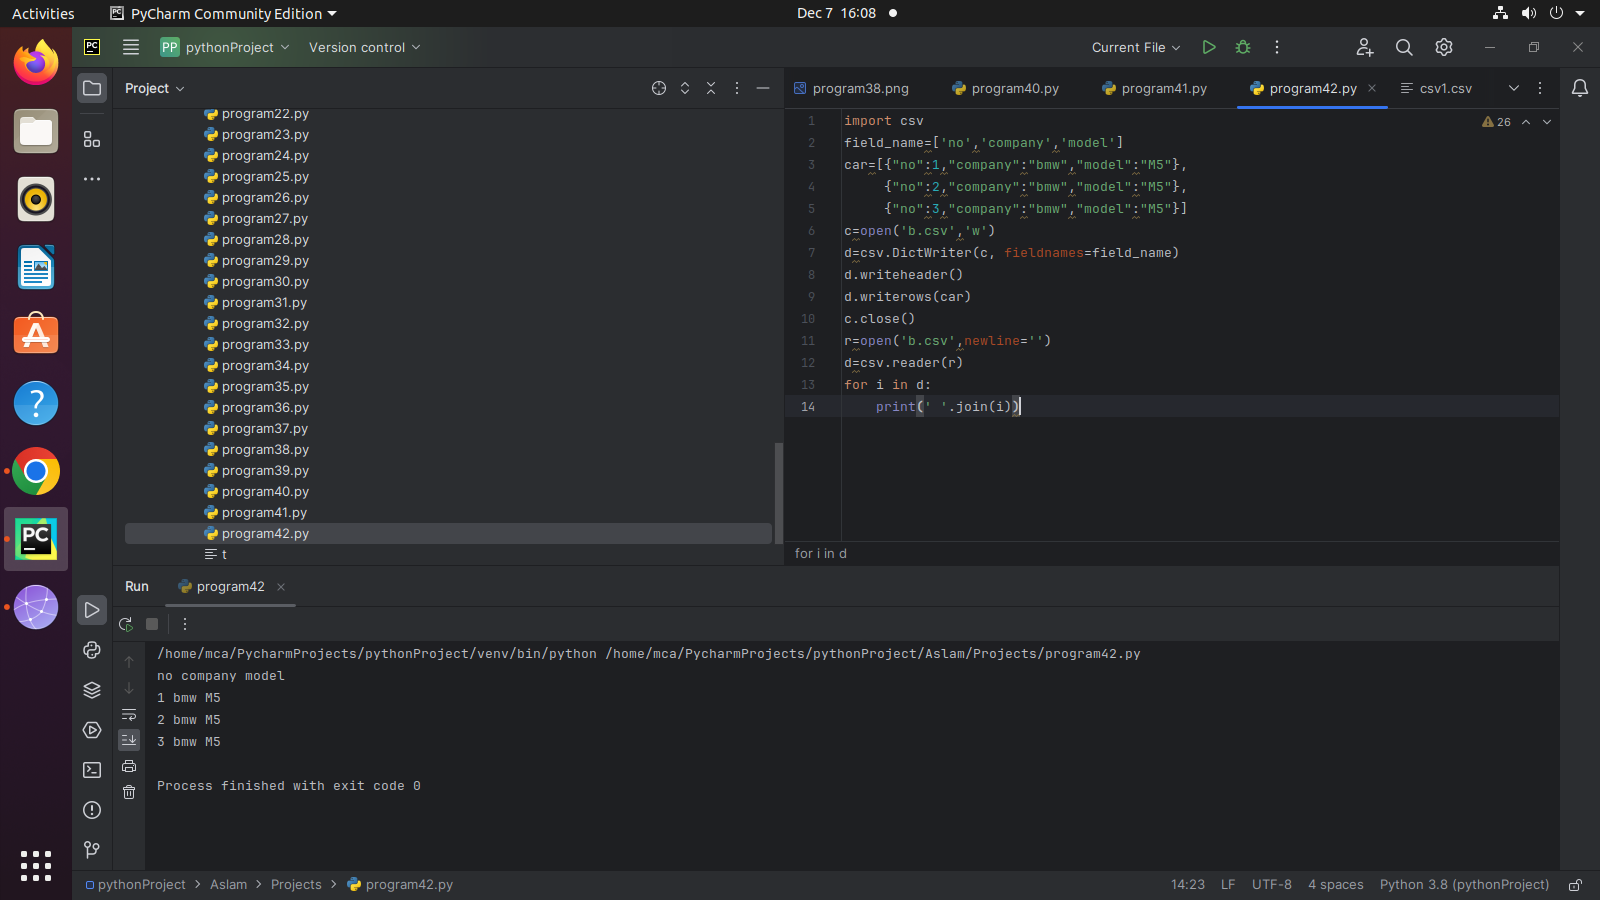 Activities PyCharm Community Edition Dec 7 16:08
PC PP pythonProject Version control Current File
Project
program22.py
program23.py
program24.py
program25.py
program26.py
program27.py
program28.py
program29.py
program30.py
program31.py
program32.py
program33.py
program34.py
program35.py
program36.py
program37.py
program38.py
program39.py
program40.py
program41.py
program42.py
t
program38.png program40.py program41.py program42.py csv1.csv
26
1 import csv
2 field_name=['no','company','model']
3 car=[{"no":1,"company":"bmw","model":"M5"},
4      {"no":2,"company":"bmw","model":"M5"},
5      {"no":3,"company":"bmw","model":"M5"}]
6 c=open('b.csv','w')
7 d=csv.DictWriter(c, fieldnames=field_name)
8 d.writeheader()
9 d.writerows(car)
10 c.close()
11 r=open('b.csv',newline='')
12 d=csv.reader(r)
13 for i in d:
14     print(' '.join(i))
for i in d
PC
Run program42
/home/mca/PycharmProjects/pythonProject/venv/bin/python /home/mca/PycharmProjects/pythonProject/Aslam/Projects/program42.py
no company model
1 bmw M5
2 bmw M5
3 bmw M5
Process finished with exit code 0
pythonProject > Aslam > Projects > program42.py 14:23 LF UTF-8 4 spaces Python 3.8 (pythonProject)